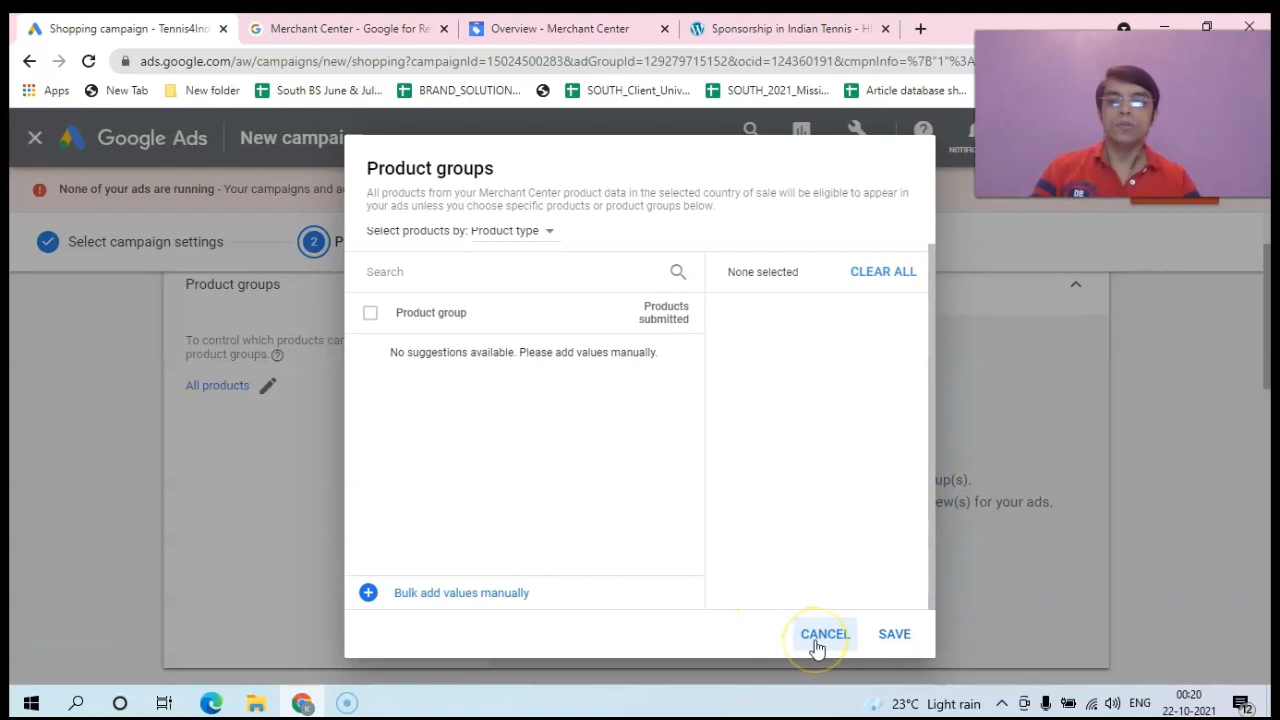 Shopping campaign - Tennis4Ind
Merchant Center - Google for Re
Overview - Merchant Center
Sponsorship in Indian Tennis - H
ads.google.com/aw/campaigns/new/shopping?campaignId=15024500283&adGroupId=129279715152&ocid=124360191&cmpnInfo=%7B"1"%3A
Apps
New Tab
New folder
South BS June & Jul...
BRAND_SOLUTION...
SOUTH_Client_Univ...
SOUTH_2021_Missi...
Article database sh...
Google Ads
New campai
NOTIF
None of your ads are running - Your campaigns and a
Select campaign settings
2
P
Product groups
To control which products ca
product groups.
All products
up(s).
ew(s) for your ads.
Product groups
All products from your Merchant Center product data in the selected country of sale will be eligible to appear in
your ads unless you choose specific products or product groups below.
Select products by: Product type
Search
None selected
CLEAR ALL
Product group
Products
submitted
No suggestions available. Please add values manually.
Bulk add values manually
CANCEL
SAVE
23°C Light rain
ENG
00:20
22-10-2021
12